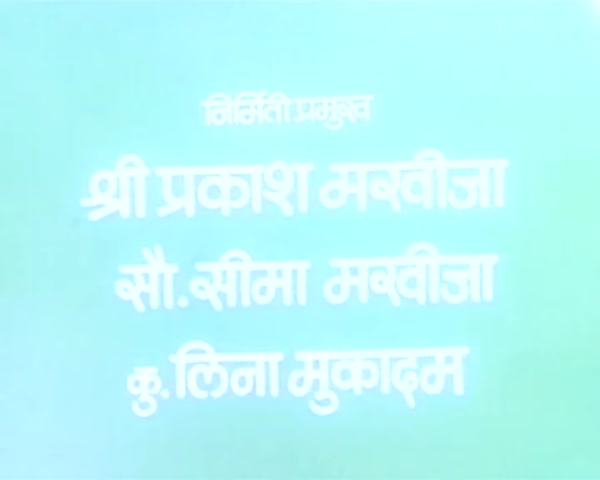 निर्मिती प्रमुख
श्री प्रकाश मखीजा
सौ. सीमा मखीजा
कु. लिना मुकादम